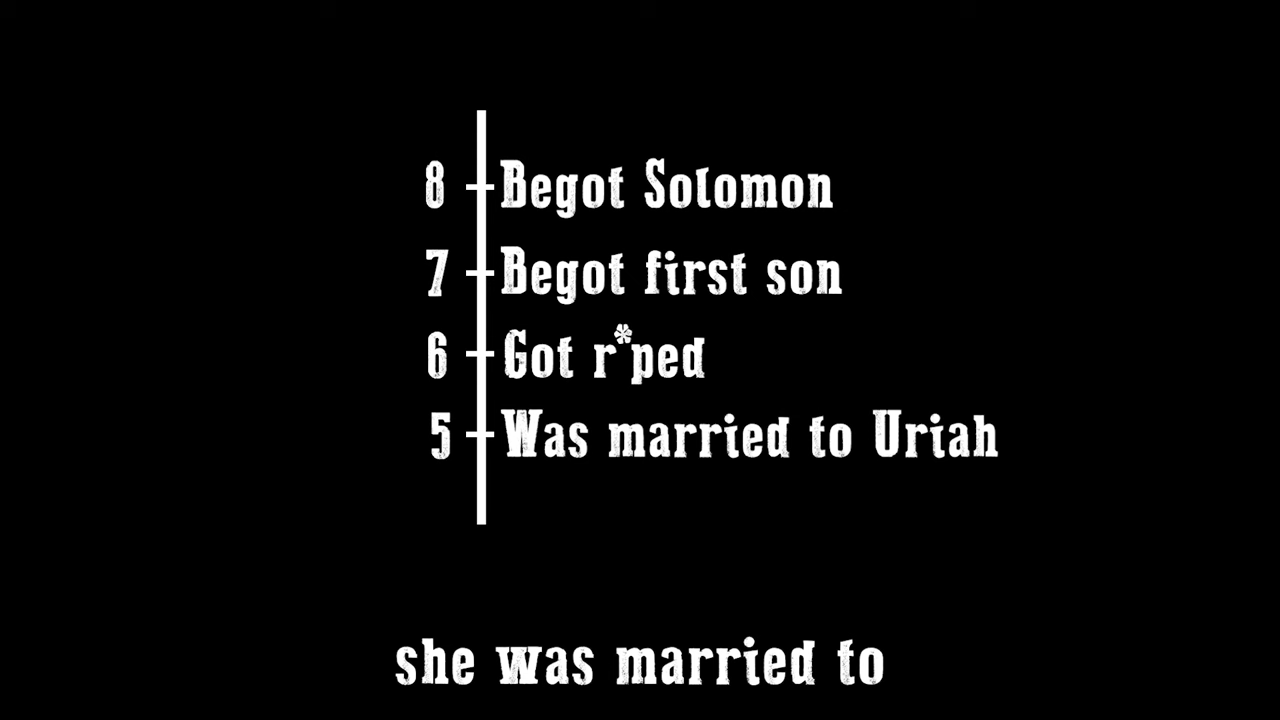 8 Begot Solomon
7 Begot first son
6 Got r*ped
5 Was married to Uriah
she was married to